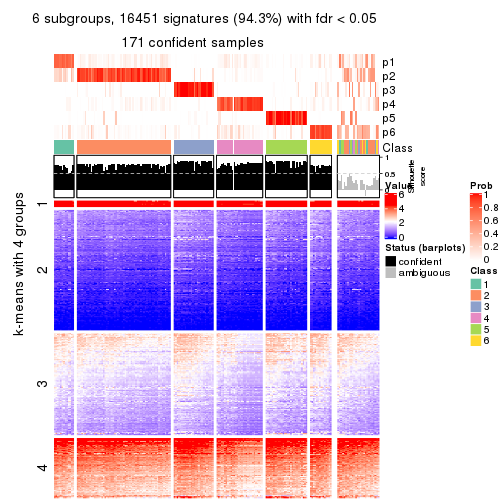 6 subgroups, 16451 signatures (94.3%) with fdr < 0.05
171 confident samples
p1
p2
p3
p4
p5
p6
Class
1
0.5
0
Silhouette
score
k-means with 4 groups
1
2
3
4
Value
6
4
2
0
Status (barplots)
confident
ambiguous
Prob
1
0.8
0.6
0.4
0.2
0
Class
1
2
3
4
5
6